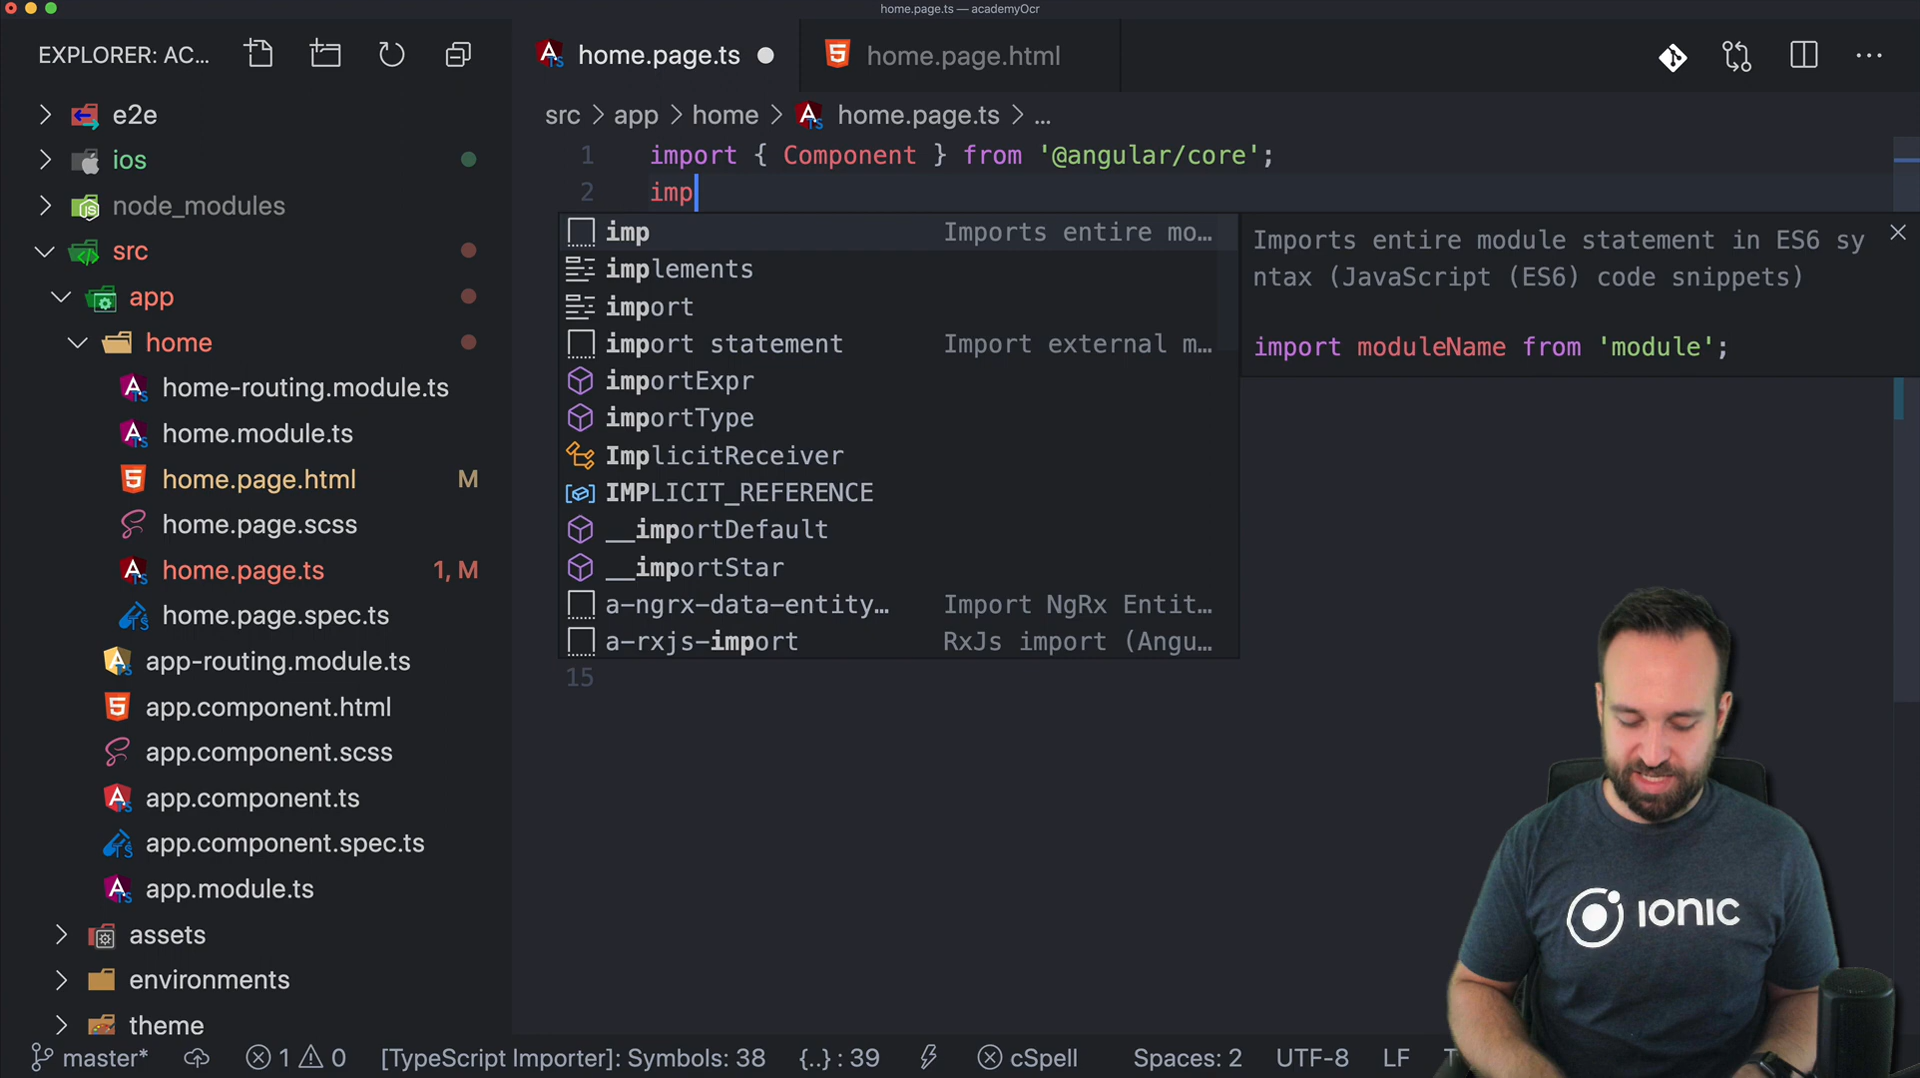 home.page.ts — academyOcr
EXPLORER: AC...
home.page.ts
home.page.html
e2e
ios
node_modules
src
app
home
home-routing.module.ts
home.module.ts
home.page.html M
home.page.scss
home.page.ts 1, M
home.page.spec.ts
app-routing.module.ts
app.component.html
app.component.scss
app.component.ts
app.component.spec.ts
app.module.ts
assets
environments
theme
src > app > home > home.page.ts > ...
1 import { Component } from '@angular/core';
2 imp
imp Imports entire mo...
implements
import
import statement Import external m...
importExpr
importType
ImplicitReceiver
IMPLICIT_REFERENCE
__importDefault
__importStar
a-ngrx-data-entity... Import NgRx Entit...
a-rxjs-import RxJs import (Angu...
15
Imports entire module statement in ES6 sy
ntax (JavaScript (ES6) code snippets)
import moduleName from 'module';
IONIC
master* 1 0 [TypeScript Importer]: Symbols: 38 {..} : 39 cSpell Spaces: 2 UTF-8 LF